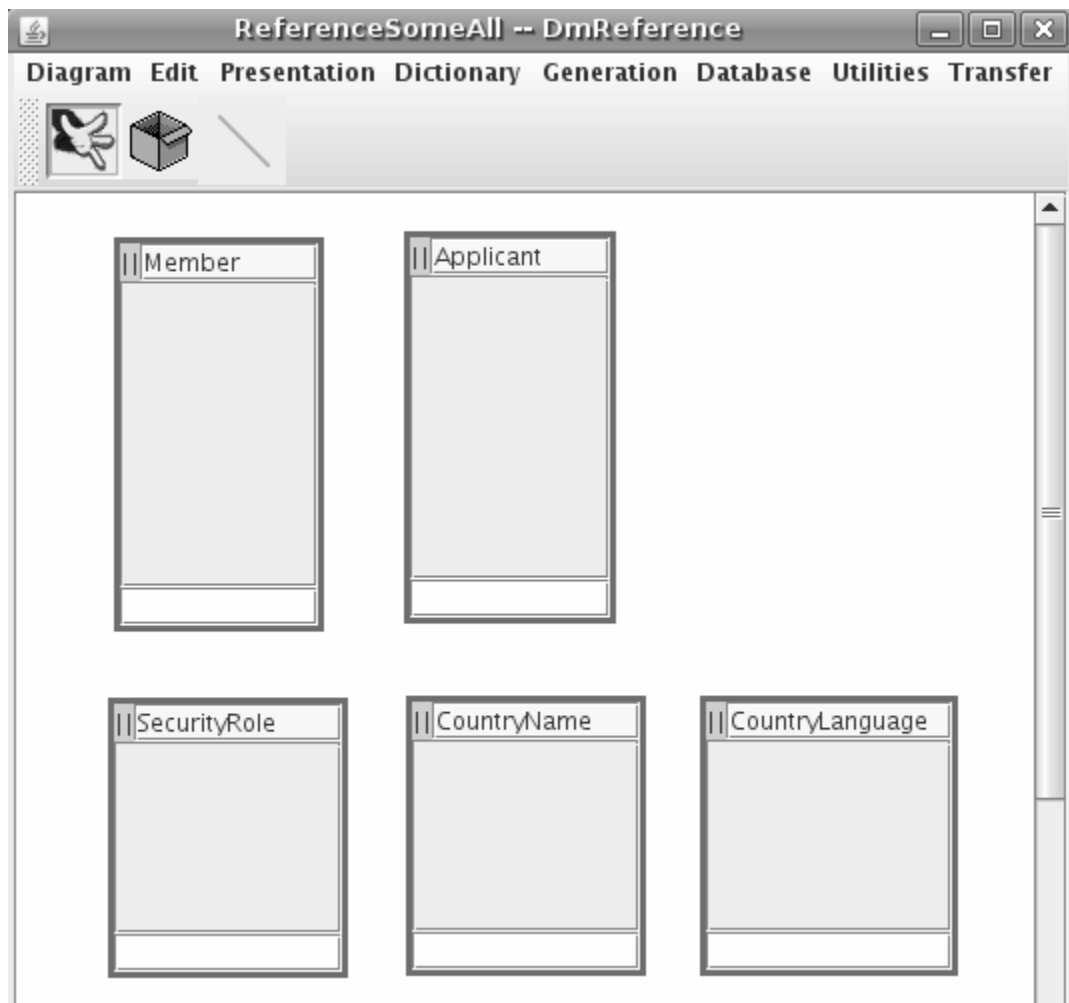 ReferenceSomeAll -- DmReference
Diagram Edit Presentation Dictionary Generation Database Utilities Transfer
Member
Applicant
SecurityRole
CountryName
CountryLanguage